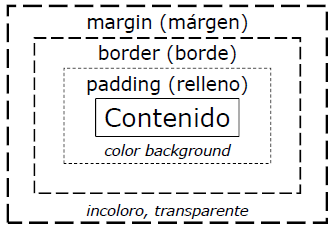 margin (márgen)
border (borde)
padding (relleno)
Contenido
color background
incoloro, transparente